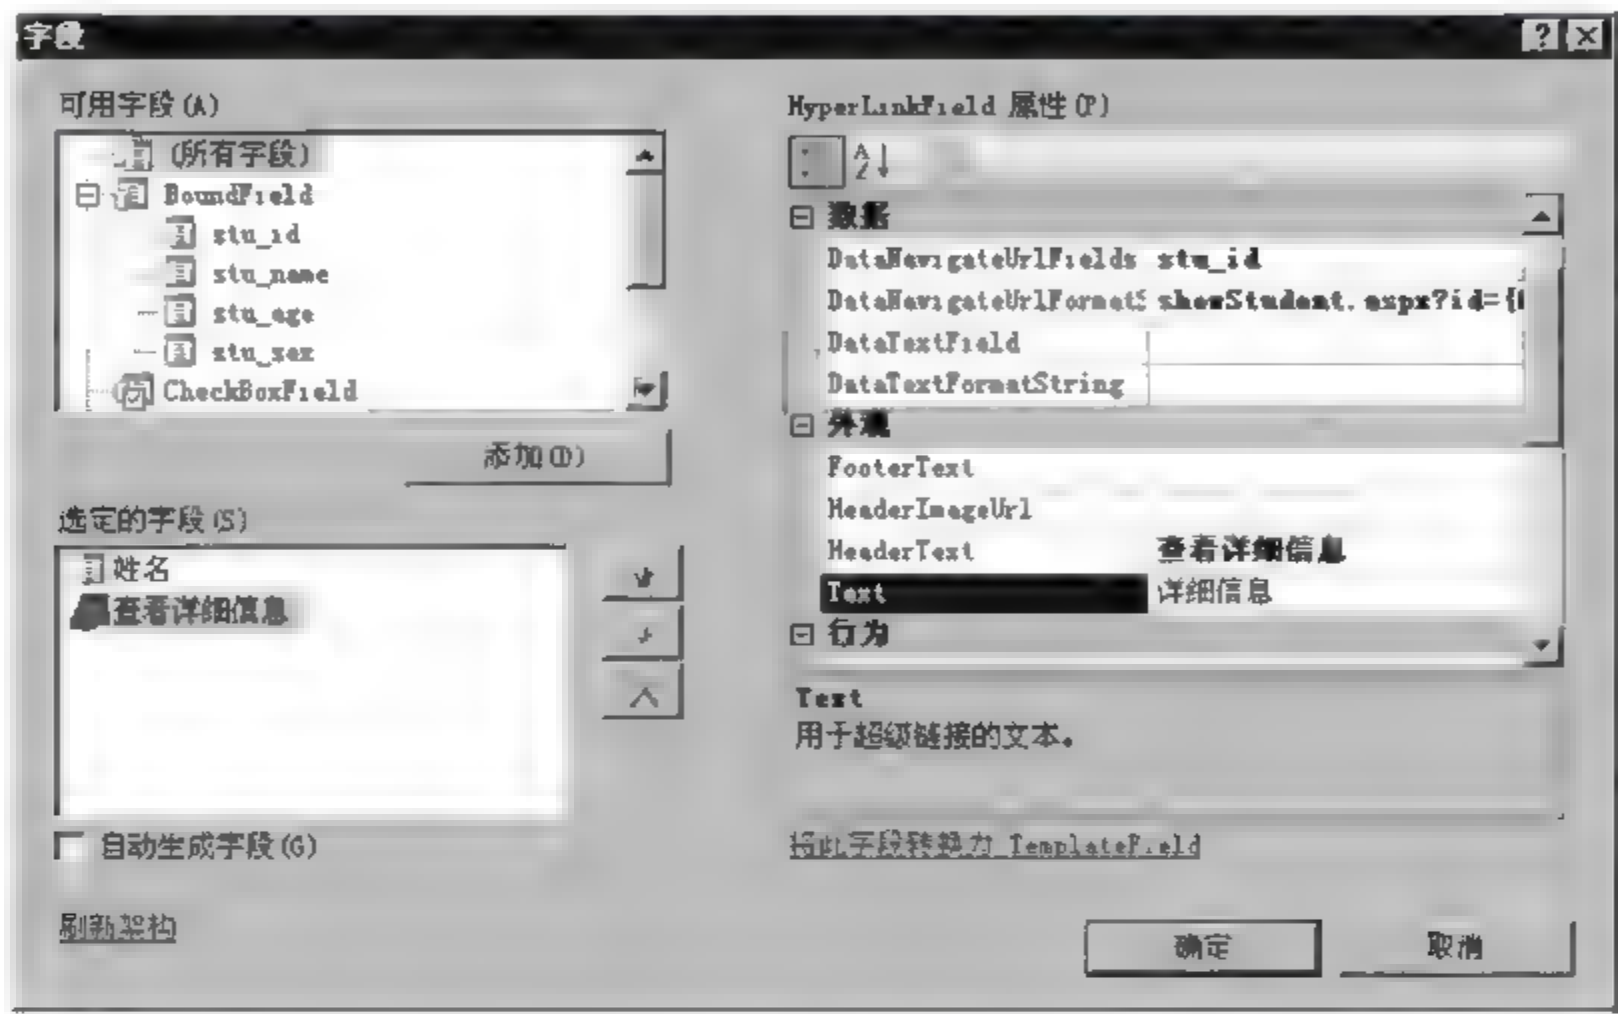 字段
可用字段(A)
(所有字段)
BoundField
stu_id
stu_name
stu_age
stu_sex
CheckBoxField
添加(D)
选定的字段(S)
姓名
查看详细信息
自动生成字段(G)
刷新架构
HyperLinkField 属性(P)
数据
DataNavigateUrlFields stu_id
DataNavigateUrlFormatS showStudent.aspx?id={
DataTextField
DataTextFormatString
外观
FooterText
HeaderImageUrl
HeaderText 查看详细信息
Text 详细信息
行为
Text
用于超级链接的文本。
将此字段转换为 TemplateField
确定 取消